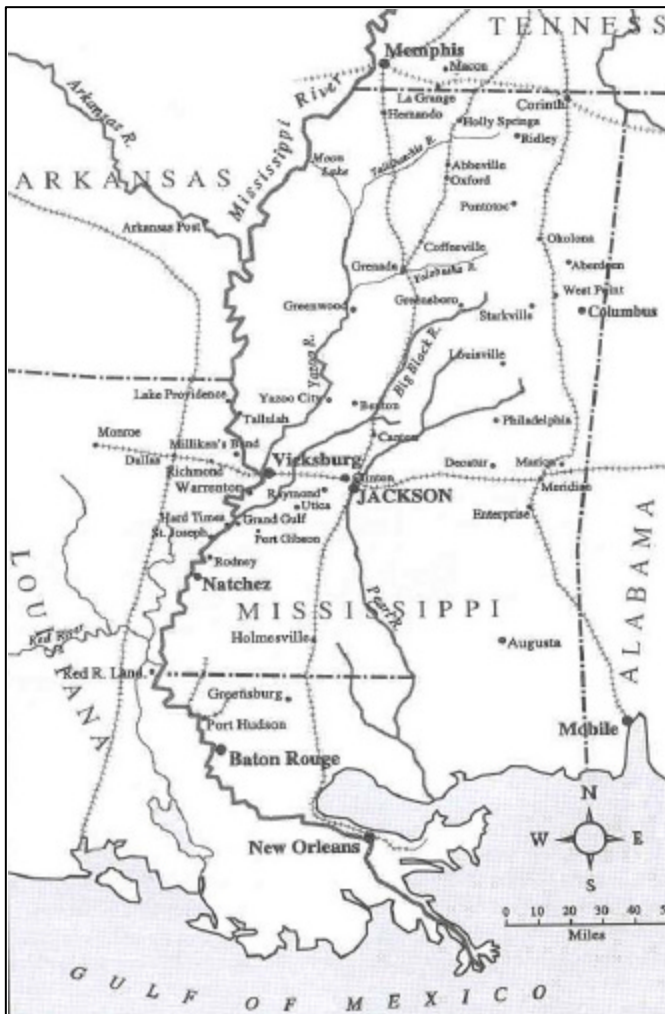 TENNESS
Memphis
Macon
Arkansas R.
Mississippi River
La Grange
Corinth
Hernando
Holly Springs
Ridley
Moon
Lake
Tallahachie R.
ARKANSAS
Abbeville
Oxford
Pontotoc
Arkansas Post
Coffeeville
Okolona
Grenada
Yalobusha R.
Aberdeen
West Point
Greenwood
Greensboro
Starkville
Columbus
Yazoo R.
Big Black R.
Louisville
Lake Providence
Yazoo City
Benton
Tallulah
Philadelphia
Monroe
Milliken's Bend
Canton
Dallas
Richmond
Vicksburg
Clinton
Decatur
Marion
Warrenton
Raymond
JACKSON
Meridian
Utica
Enterprise
Hard Times
Grand Gulf
St. Joseph
Port Gibson
Rodney
Natchez
MISSISSIPPI
Pearl R.
LOUISIANA
ALABAMA
Red River
Holmesville
Augusta
Red R. Land.
Greensburg
Port Hudson
Mobile
Baton Rouge
N
New Orleans
W
E
S
0 10 20 30 40 5
Miles
GULF OF MEXICO